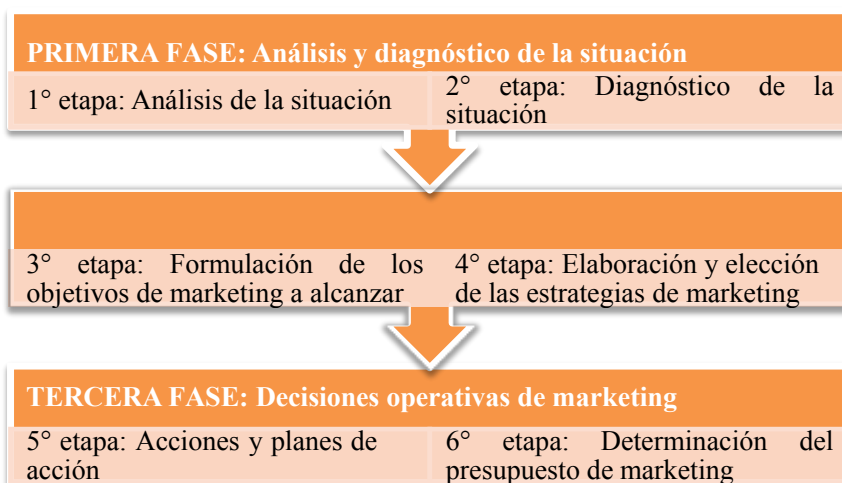 PRIMERA FASE: Análisis y diagnóstico de la situación
1° etapa: Análisis de la situación
2° etapa: Diagnóstico de la
situación
3° etapa: Formulación de los
objetivos de marketing a alcanzar
4° etapa: Elaboración y elección
de las estrategias de marketing
TERCERA FASE: Decisiones operativas de marketing
5° etapa: Acciones y planes de
acción
6° etapa: Determinación del
presupuesto de marketing